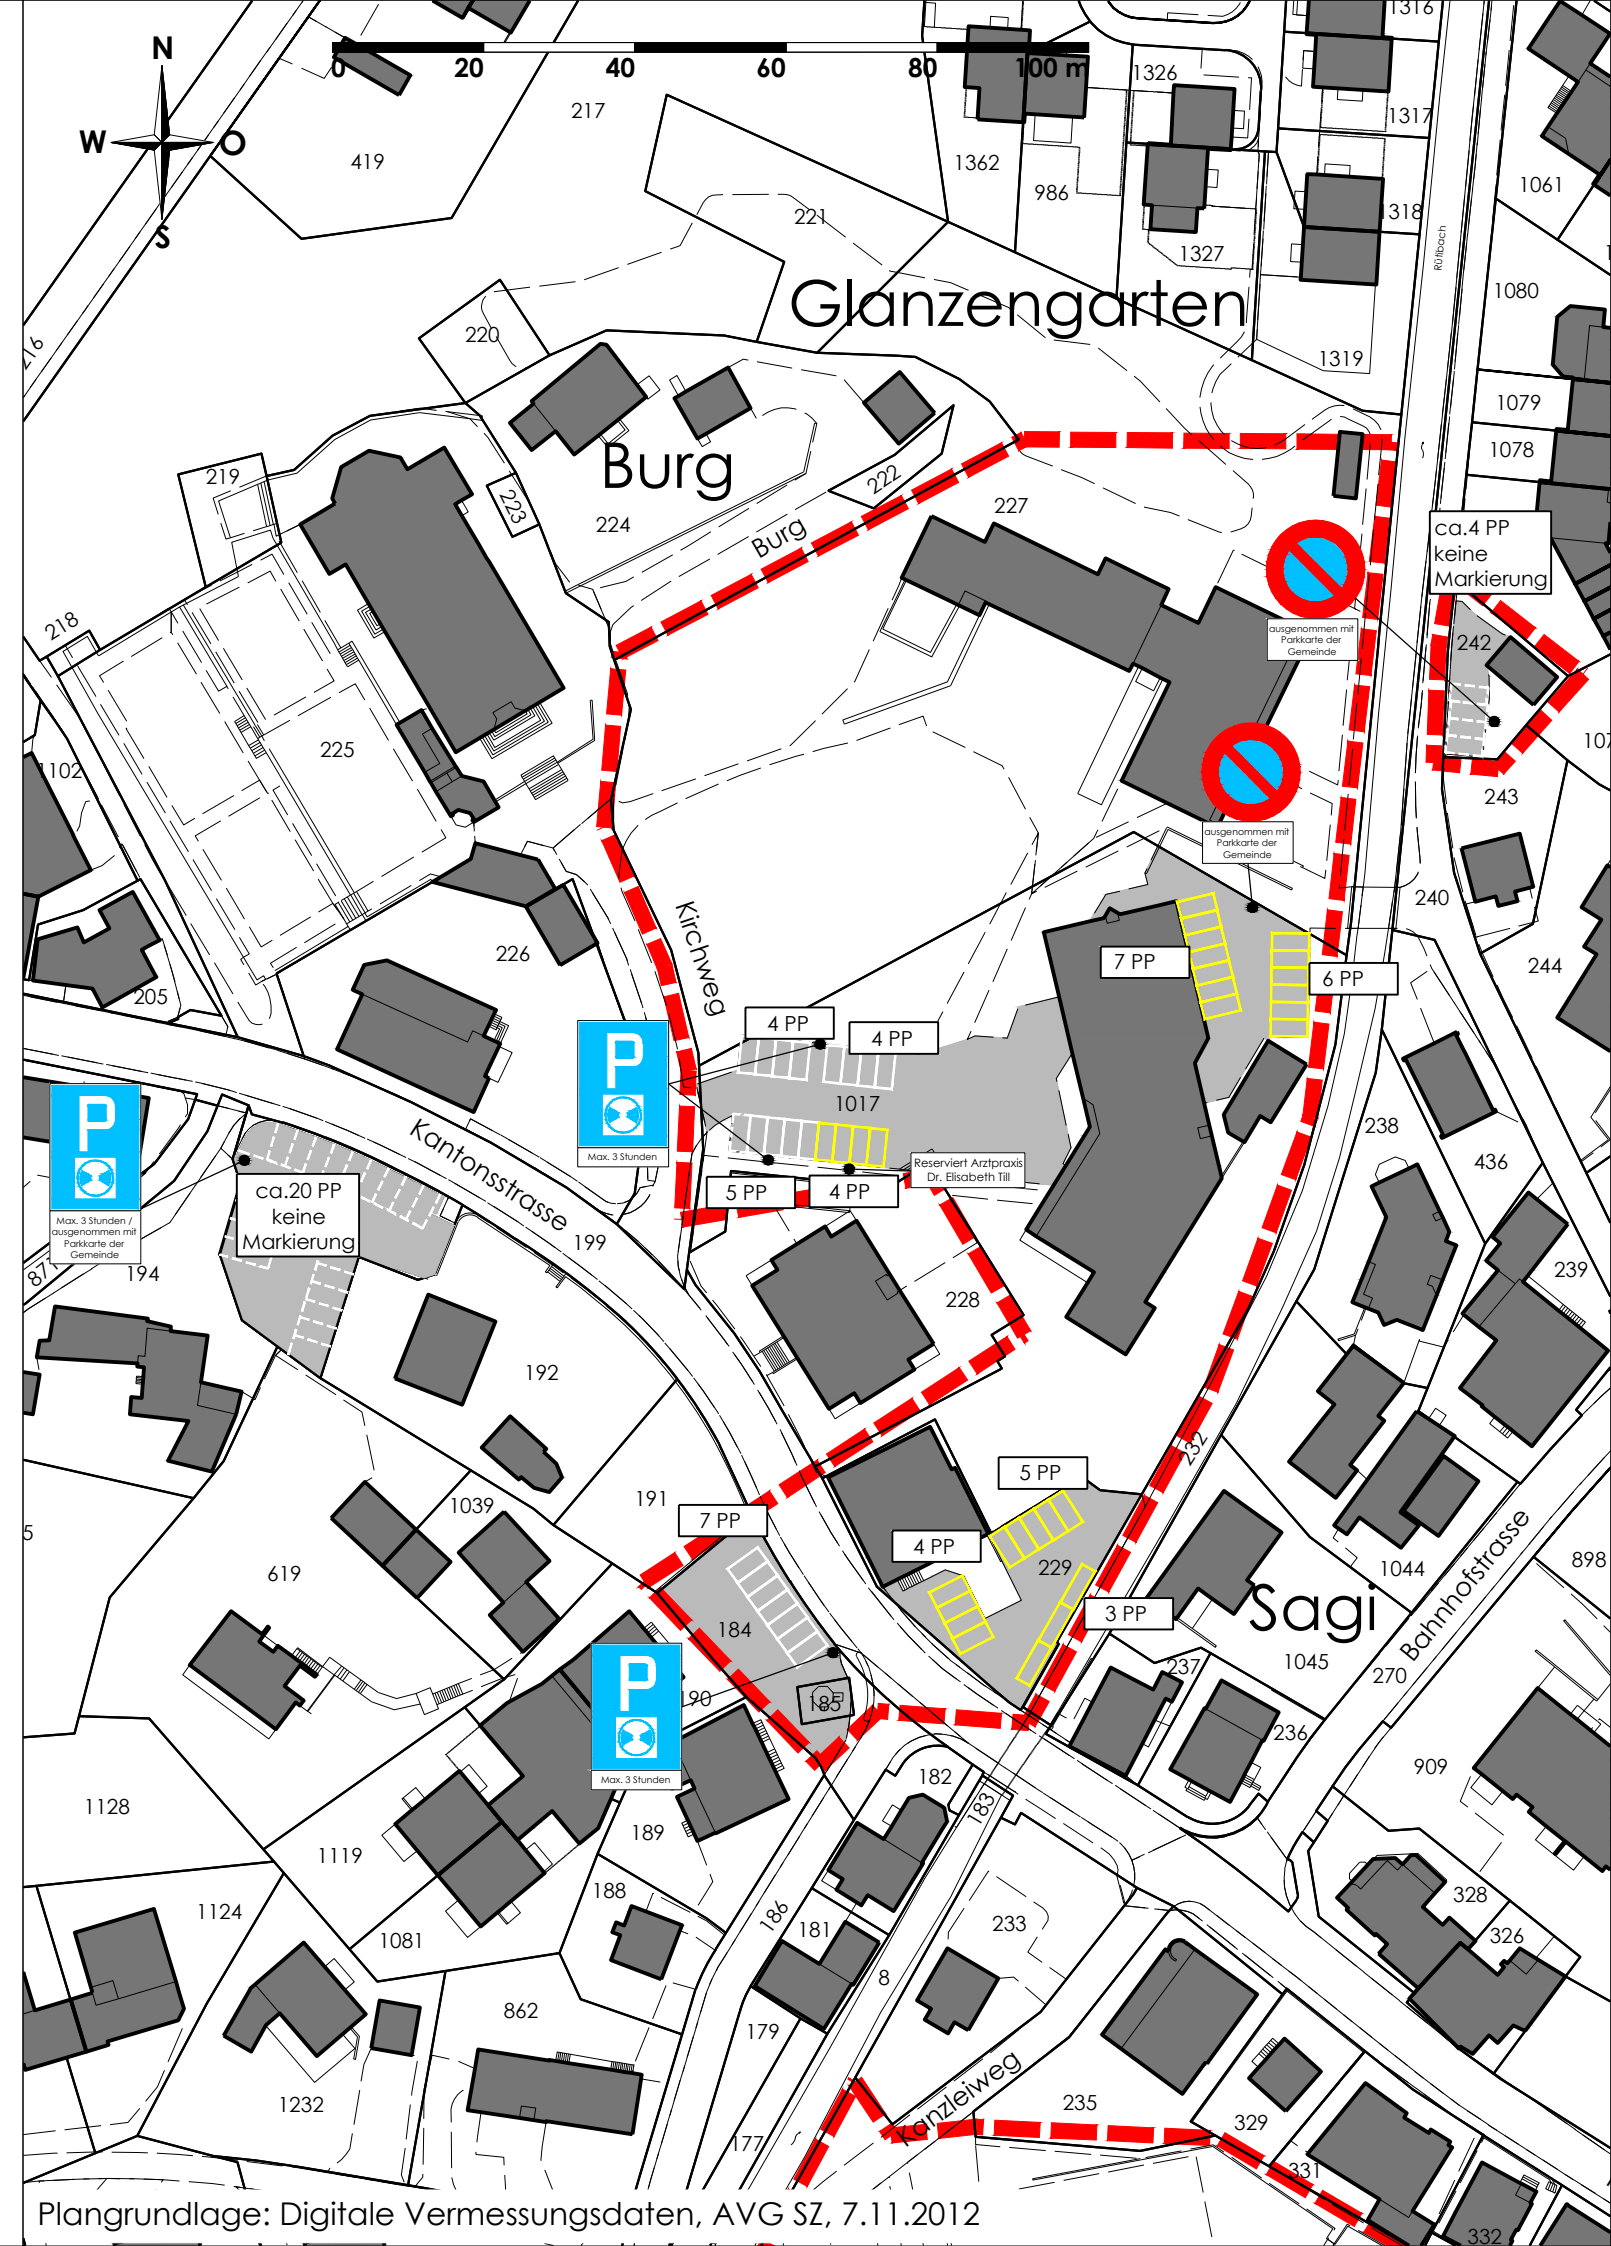 N
W
O
S
0
20
40
60
80
100 m
1316
1326
217
1317
419
1362
986
1061
221
1318
1327
Rütibach
Glanzengarten
1080
220
216
1319
1079
Burg
1078
219
222
223
227
224
Burg
ca.4 PP
keine
Markierung
ausgenommen mit
Parkkarte der
Gemeinde
218
242
225
107
1102
243
ausgenommen mit
Parkkarte der
Gemeinde
240
Kirchweg
226
7 PP
6 PP
244
205
4 PP
4 PP
P
Max. 3 Stunden
1017
238
P
Max. 3 Stunden /
ausgenommen mit
Parkkarte der
Gemeinde
Kantonsstrasse
Reserviert Arztpraxis
Dr. Elisabeth Till
436
ca.20 PP
keine
Markierung
5 PP
4 PP
199
871
194
239
228
192
232
5 PP
191
1039
7 PP
4 PP
5
229
1044
898
619
Bahnhofstrasse
Sagi
3 PP
184
1045
237
270
P
Max. 3 Stunden
190
185
236
909
182
183
1128
189
1119
188
328
1124
186
181
233
326
1081
8
862
179
Kanzleiweg
1232
235
329
177
331
Plangrundlage: Digitale Vermessungsdaten, AVG SZ, 7.11.2012
332